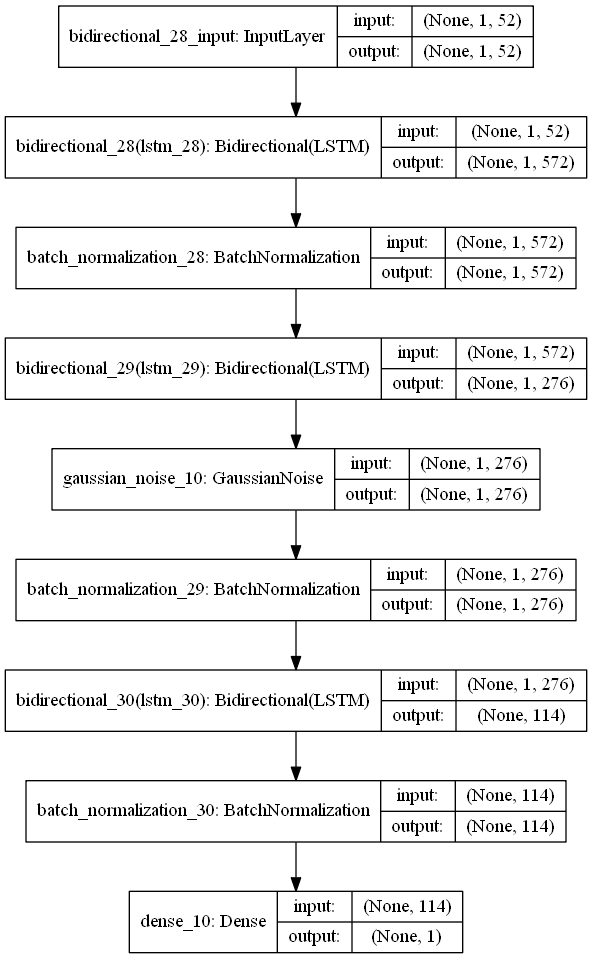 bidirectional_28_input: InputLayer
input: (None, 1, 52)
output: (None, 1, 52)
bidirectional_28(lstm_28): Bidirectional(LSTM)
input: (None, 1, 52)
output: (None, 1, 572)
batch_normalization_28: BatchNormalization
input: (None, 1, 572)
output: (None, 1, 572)
bidirectional_29(lstm_29): Bidirectional(LSTM)
input: (None, 1, 572)
output: (None, 1, 276)
gaussian_noise_10: GaussianNoise
input: (None, 1, 276)
output: (None, 1, 276)
batch_normalization_29: BatchNormalization
input: (None, 1, 276)
output: (None, 1, 276)
bidirectional_30(lstm_30): Bidirectional(LSTM)
input: (None, 1, 276)
output: (None, 114)
batch_normalization_30: BatchNormalization
input: (None, 114)
output: (None, 114)
dense_10: Dense
input: (None, 114)
output: (None, 1)